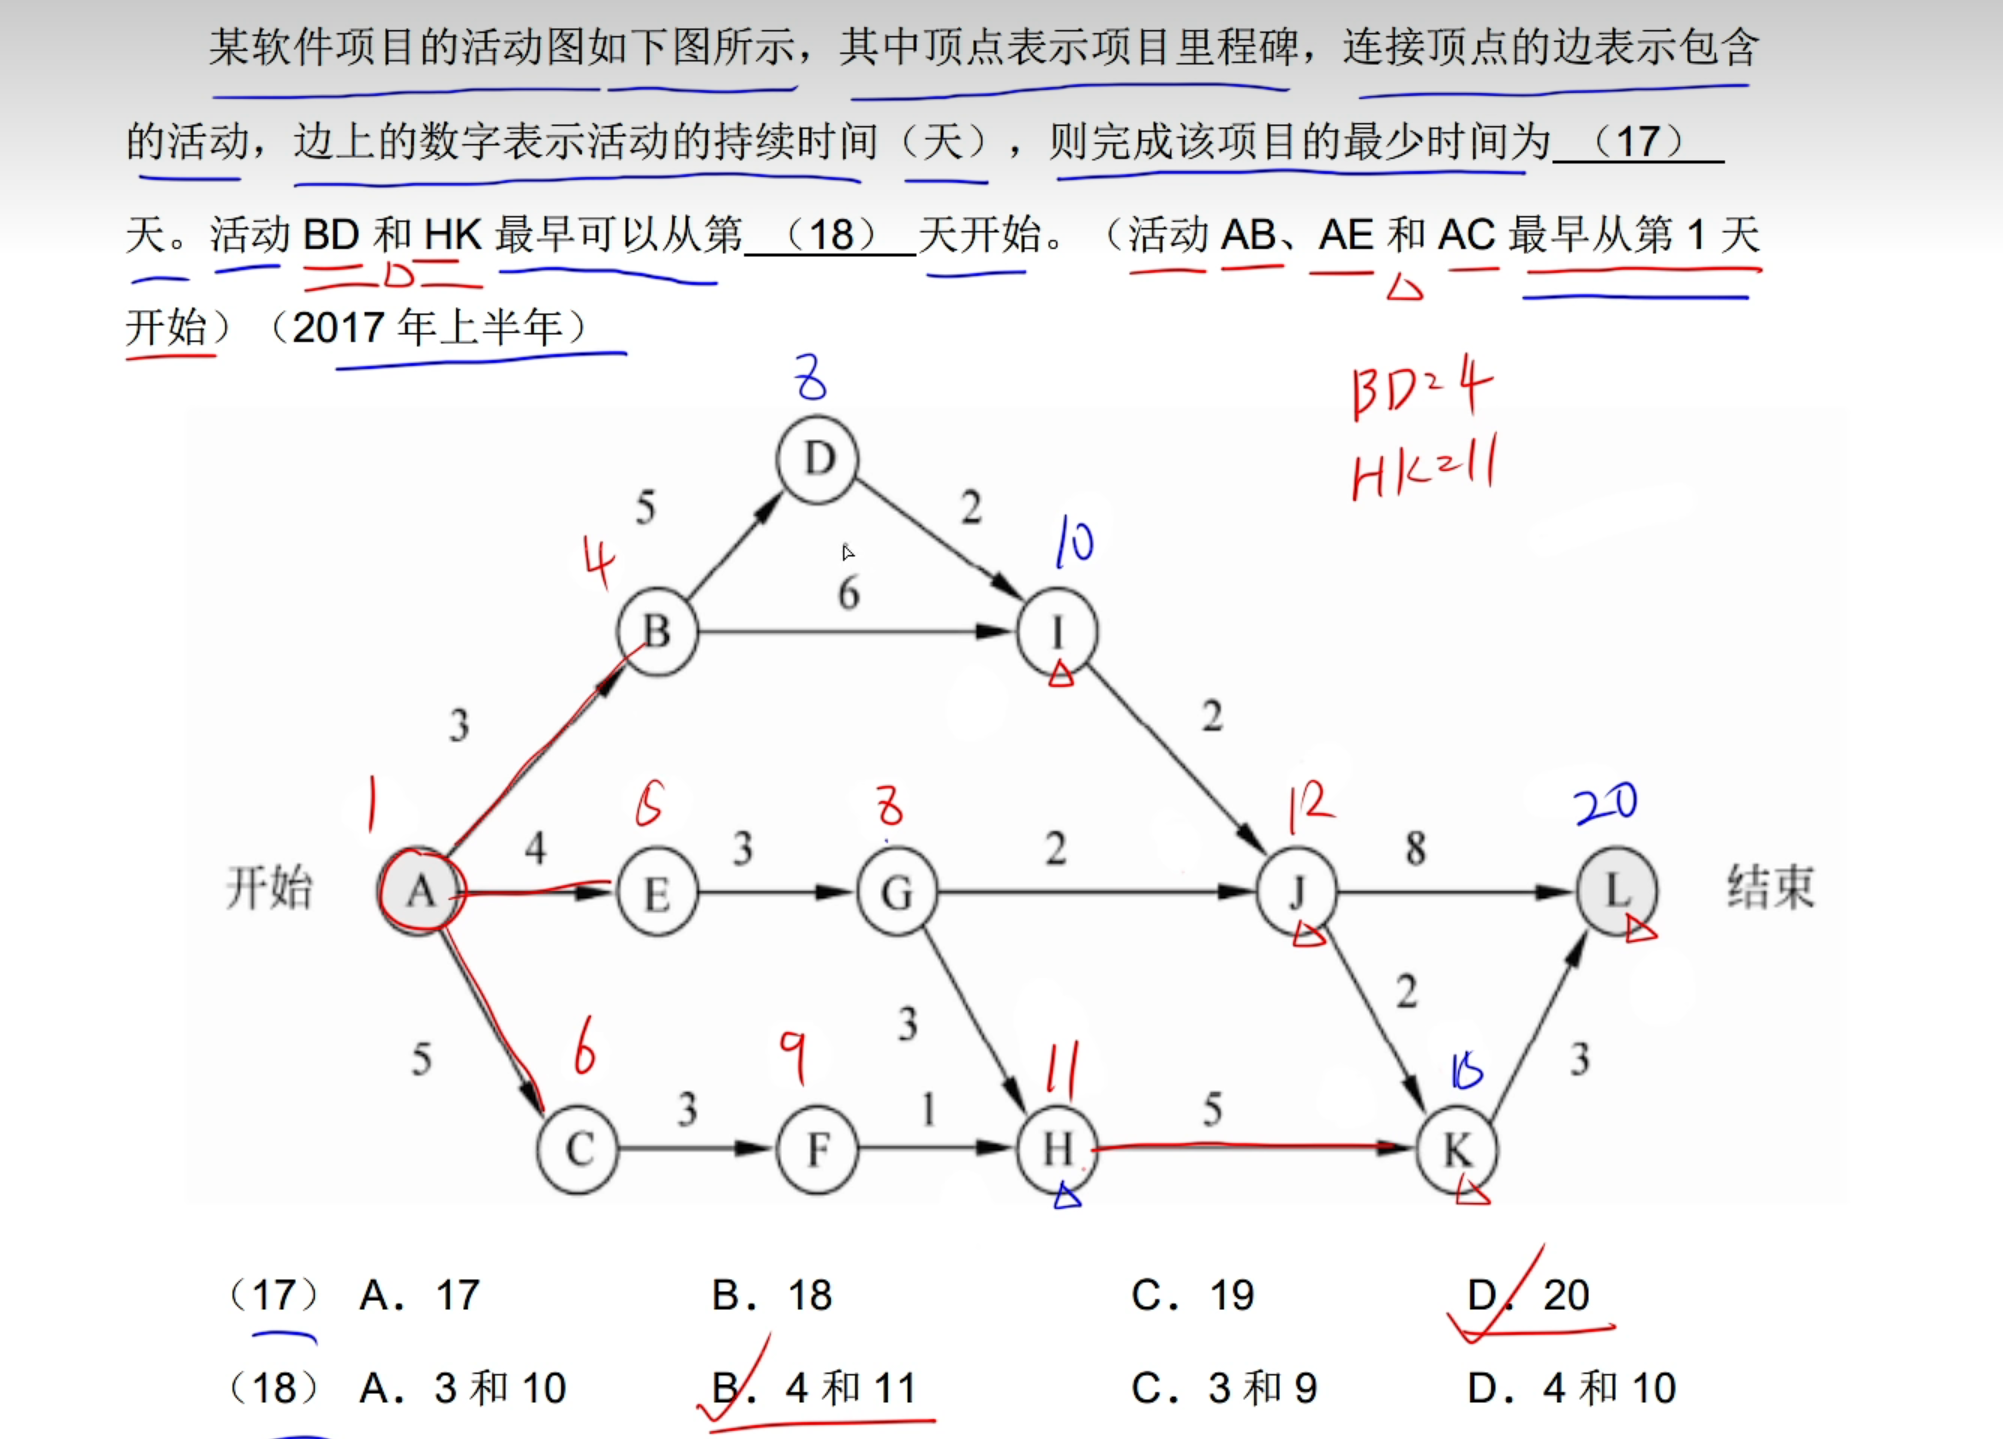 某软件项目的活动图如下图所示，其中顶点表示项目里程碑，连接顶点的边表示包含
的活动，边上的数字表示活动的持续时间（天），则完成该项目的最少时间为 （17）
天。活动 BD 和 HK 最早可以从第 （18） 天开始。（活动 AB、AE 和 AC 最早从第 1 天
开始）（2017 年上半年）
8
BD=4
HK=11
D
5 2
10
4
6
B I
3 2
1 8 12 20
4 3 2 8
开始 A E G J L 结束
2
3
6 9 11 15
5 3
3 1 5
C F H K
（17） A. 17 B. 18 C. 19 D. 20
（18） A. 3 和 10 B. 4 和 11 C. 3 和 9 D. 4 和 10